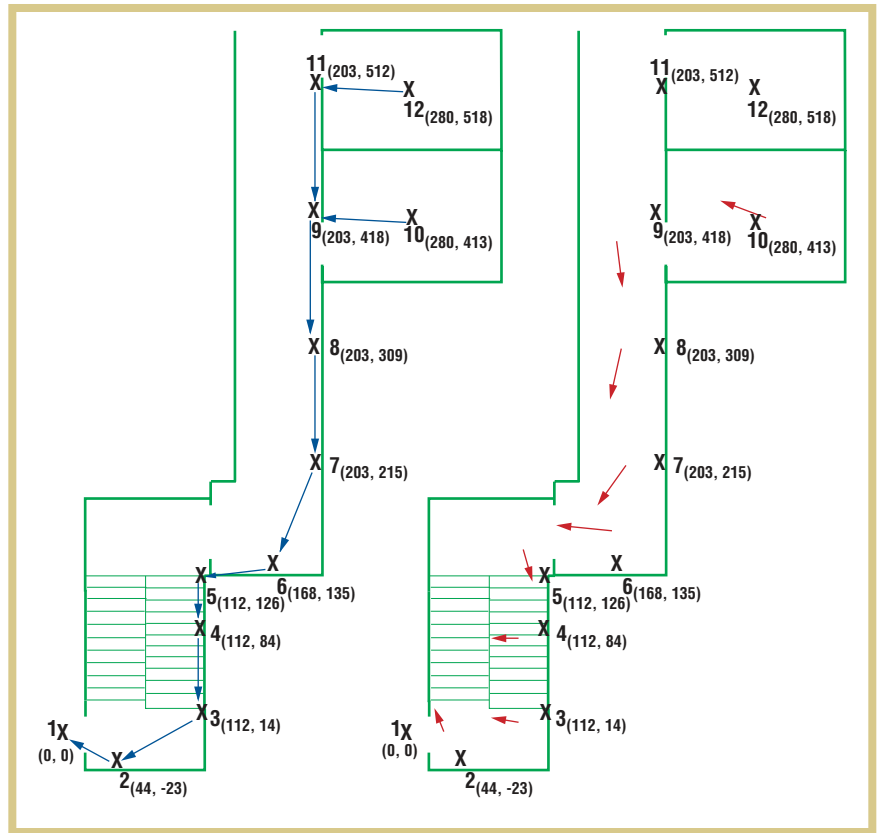 11 (203, 512)
X
X
12 (280, 518)
X
9 (203, 418)
X
10 (280, 413)
X 8 (203, 309)
X 7 (203, 215)
X
6 (168, 135)
X
5 (112, 126)
X 4 (112, 84)
X 3 (112, 14)
1 X
(0, 0)
X
2 (44, -23)
11 (203, 512)
X
X
12 (280, 518)
X
9 (203, 418)
X
10 (280, 413)
X 8 (203, 309)
X 7 (203, 215)
X
6 (168, 135)
X
5 (112, 126)
X 4 (112, 84)
X 3 (112, 14)
1 X
(0, 0)
X
2 (44, -23)